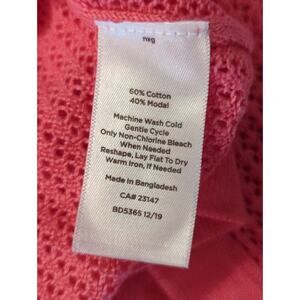 60% Cotton
40% Modal
Machine Wash Cold
Gentle Cycle
Only Non-Chlorine Bleach
When Needed
Reshape, Lay Flat To Dry
Warm Iron, If Needed
Made in Bangladesh
CA# 23147
BD5365 12/19